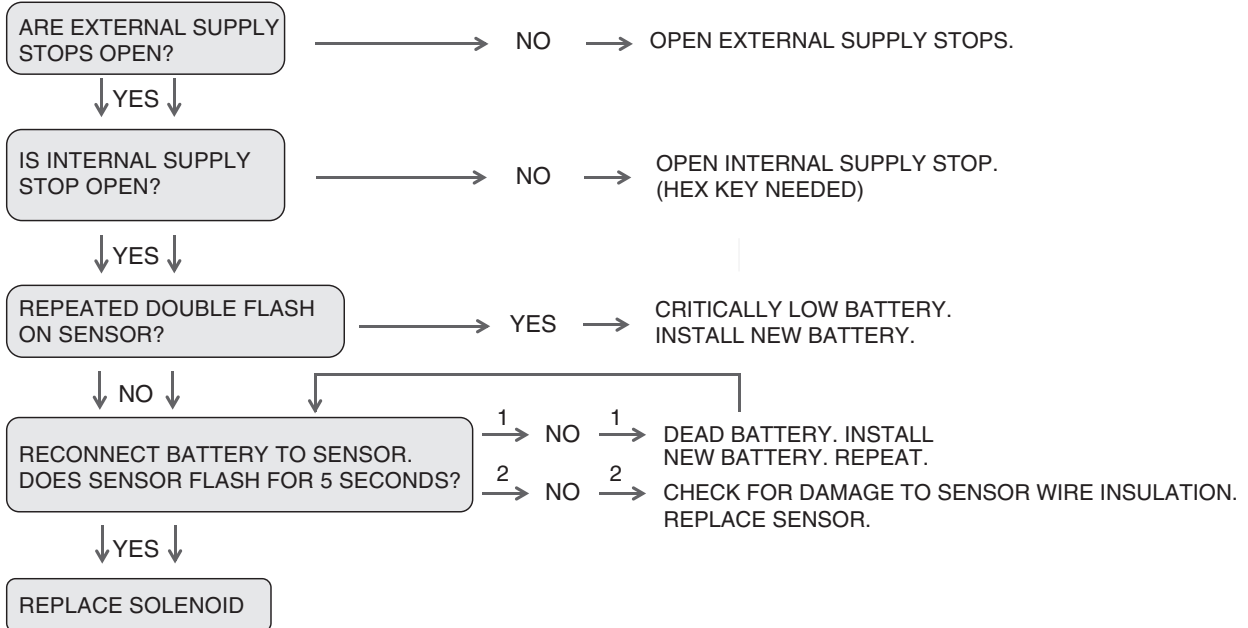 ARE EXTERNAL SUPPLY
STOPS OPEN?
NO
OPEN EXTERNAL SUPPLY STOPS.
YES
IS INTERNAL SUPPLY
STOP OPEN?
NO
OPEN INTERNAL SUPPLY STOP.
(HEX KEY NEEDED)
YES
REPEATED DOUBLE FLASH
ON SENSOR?
YES
CRITICALLY LOW BATTERY.
INSTALL NEW BATTERY.
NO
RECONNECT BATTERY TO SENSOR.
DOES SENSOR FLASH FOR 5 SECONDS?
1 NO 1
DEAD BATTERY. INSTALL
NEW BATTERY. REPEAT.
2 NO 2
CHECK FOR DAMAGE TO SENSOR WIRE INSULATION.
REPLACE SENSOR.
YES
REPLACE SOLENOID